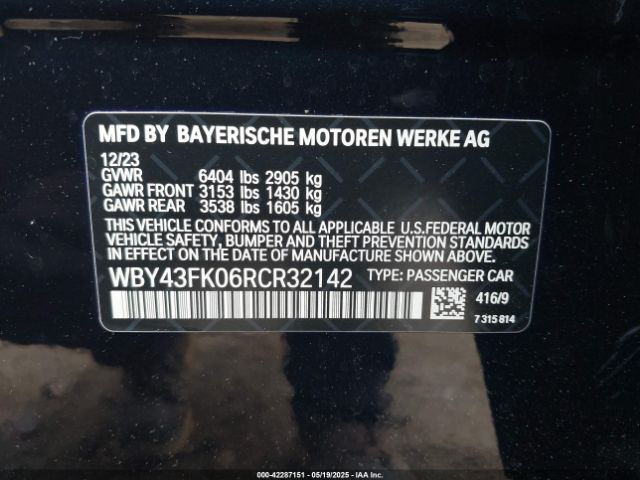 MFD BY BAYERISCHE MOTOREN WERKE AG
12/23
GVWR 6404 lbs 2905 kg
GAWR FRONT 3153 lbs 1430 kg
GAWR REAR 3538 lbs 1605 kg
THIS VEHICLE CONFORMS TO ALL APPLICABLE U.S.FEDERAL MOTOR
VEHICLE SAFETY, BUMPER, AND THEFT PREVENTION STANDARDS
IN EFFECT ON THE DATE OF MANUFACTURE SHOWN ABOVE.
WBY43FK06RCR32142 TYPE: PASSENGER CAR
416/9
7 315 814
000-42287151 — 05/19/2025 — IAAI.COM